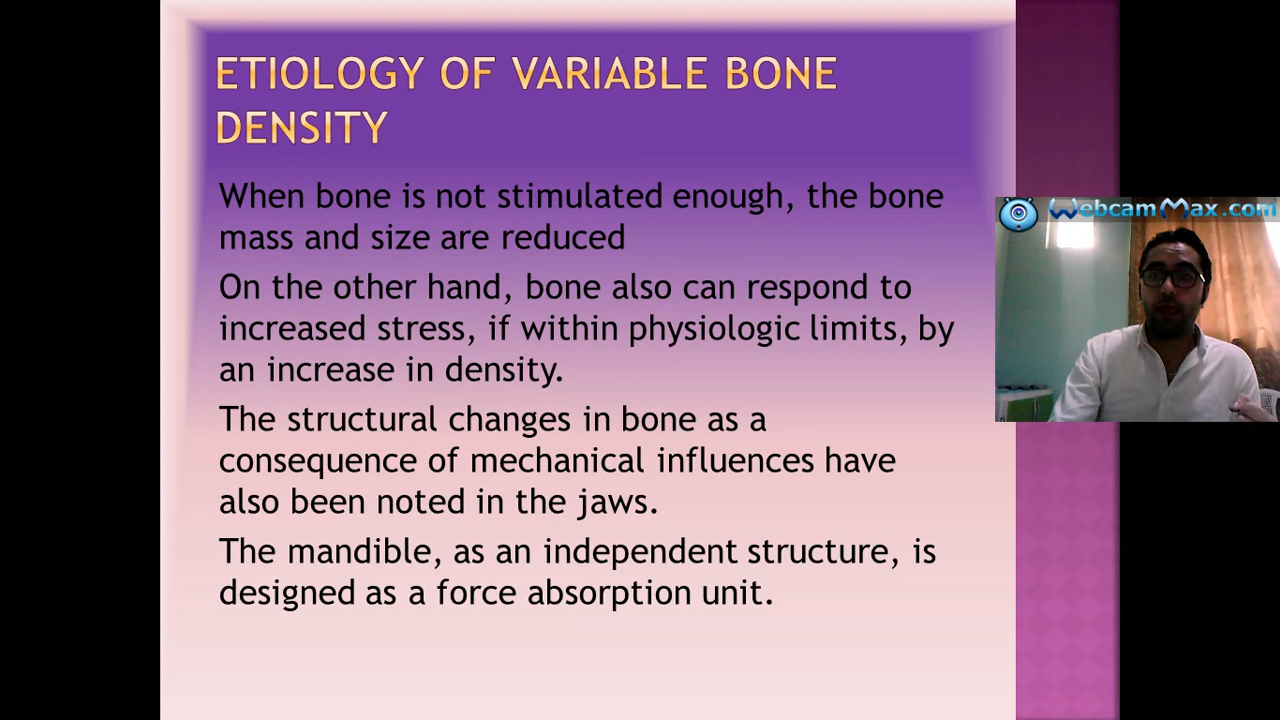 ETIOLOGY OF VARIABLE BONE
DENSITY
When bone is not stimulated enough, the bone
mass and size are reduced
On the other hand, bone also can respond to
increased stress, if within physiologic limits, by
an increase in density.
The structural changes in bone as a
consequence of mechanical influences have
also been noted in the jaws.
The mandible, as an independent structure, is
designed as a force absorption unit.
WebcamMax.com